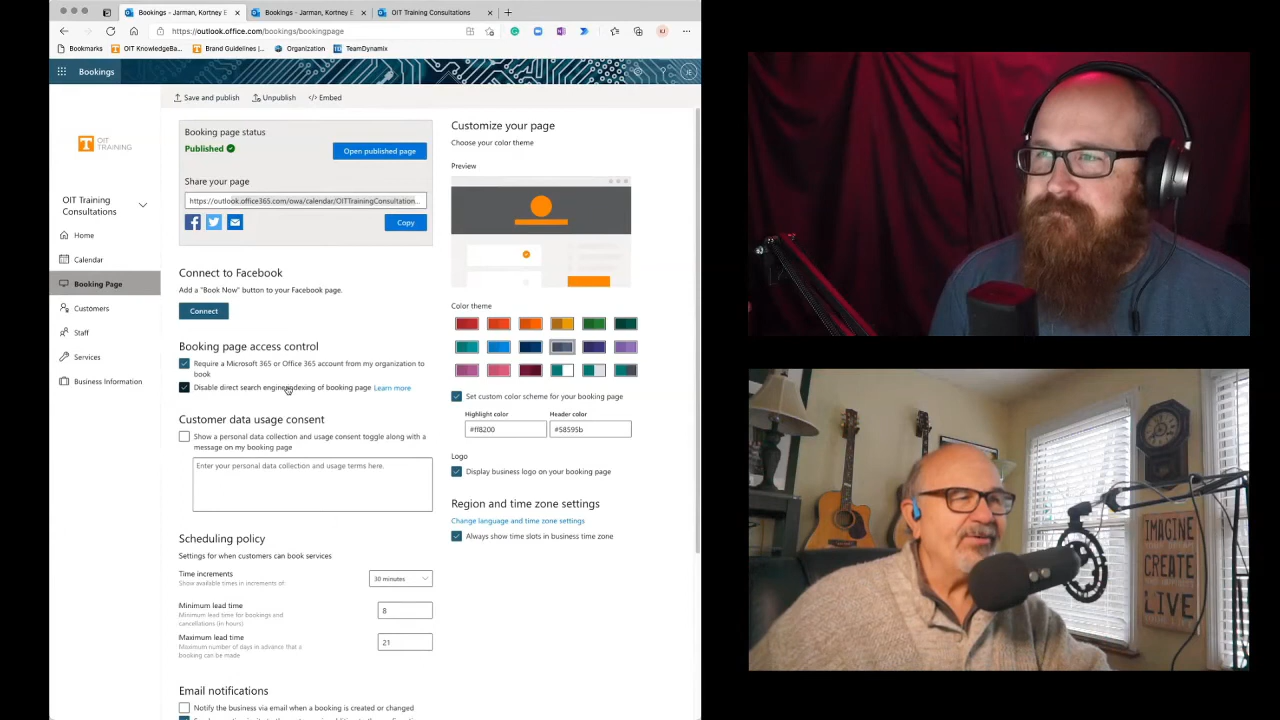 Bookings - Jarman, Kortney E
Bookings - Jarman, Kortney E
OIT Training Consultations
https://outlook.office.com/bookings/bookingpage
Bookmarks
OIT KnowledgeBa...
Brand Guidelines |...
Organization
TeamDynamix
Bookings
JE
KJ
Save and publish
Unpublish
</> Embed
OIT
TRAINING
OIT Training
Consultations
Home
Calendar
Booking Page
Customers
Staff
Services
Business Information
Booking page status
Published
Open published page
Share your page
https://outlook.office365.com/owa/calendar/OITTrainingConsultation...
Copy
Connect to Facebook
Add a "Book Now" button to your Facebook page.
Connect
Booking page access control
Require a Microsoft 365 or Office 365 account from my organization to
book
Disable direct search engine indexing of booking page Learn more
Customer data usage consent
Show a personal data collection and usage consent toggle along with a
message on my booking page
Enter your personal data collection and usage terms here.
Scheduling policy
Settings for when customers can book services
Time increments
Show available times in increments of:
30 minutes
Minimum lead time
Minimum lead time for bookings and
cancellations (in hours)
8
Maximum lead time
Maximum number of days in advance that a
booking can be made
21
Email notifications
Notify the business via email when a booking is created or changed
Customize your page
Choose your color theme
Preview
Color theme
Set custom color scheme for your booking page
Highlight color
Header color
#ff8200
#58595b
Logo
Display business logo on your booking page
Region and time zone settings
Change language and time zone settings
Always show time slots in business time zone
IMAGINE
CREATE
LIVE